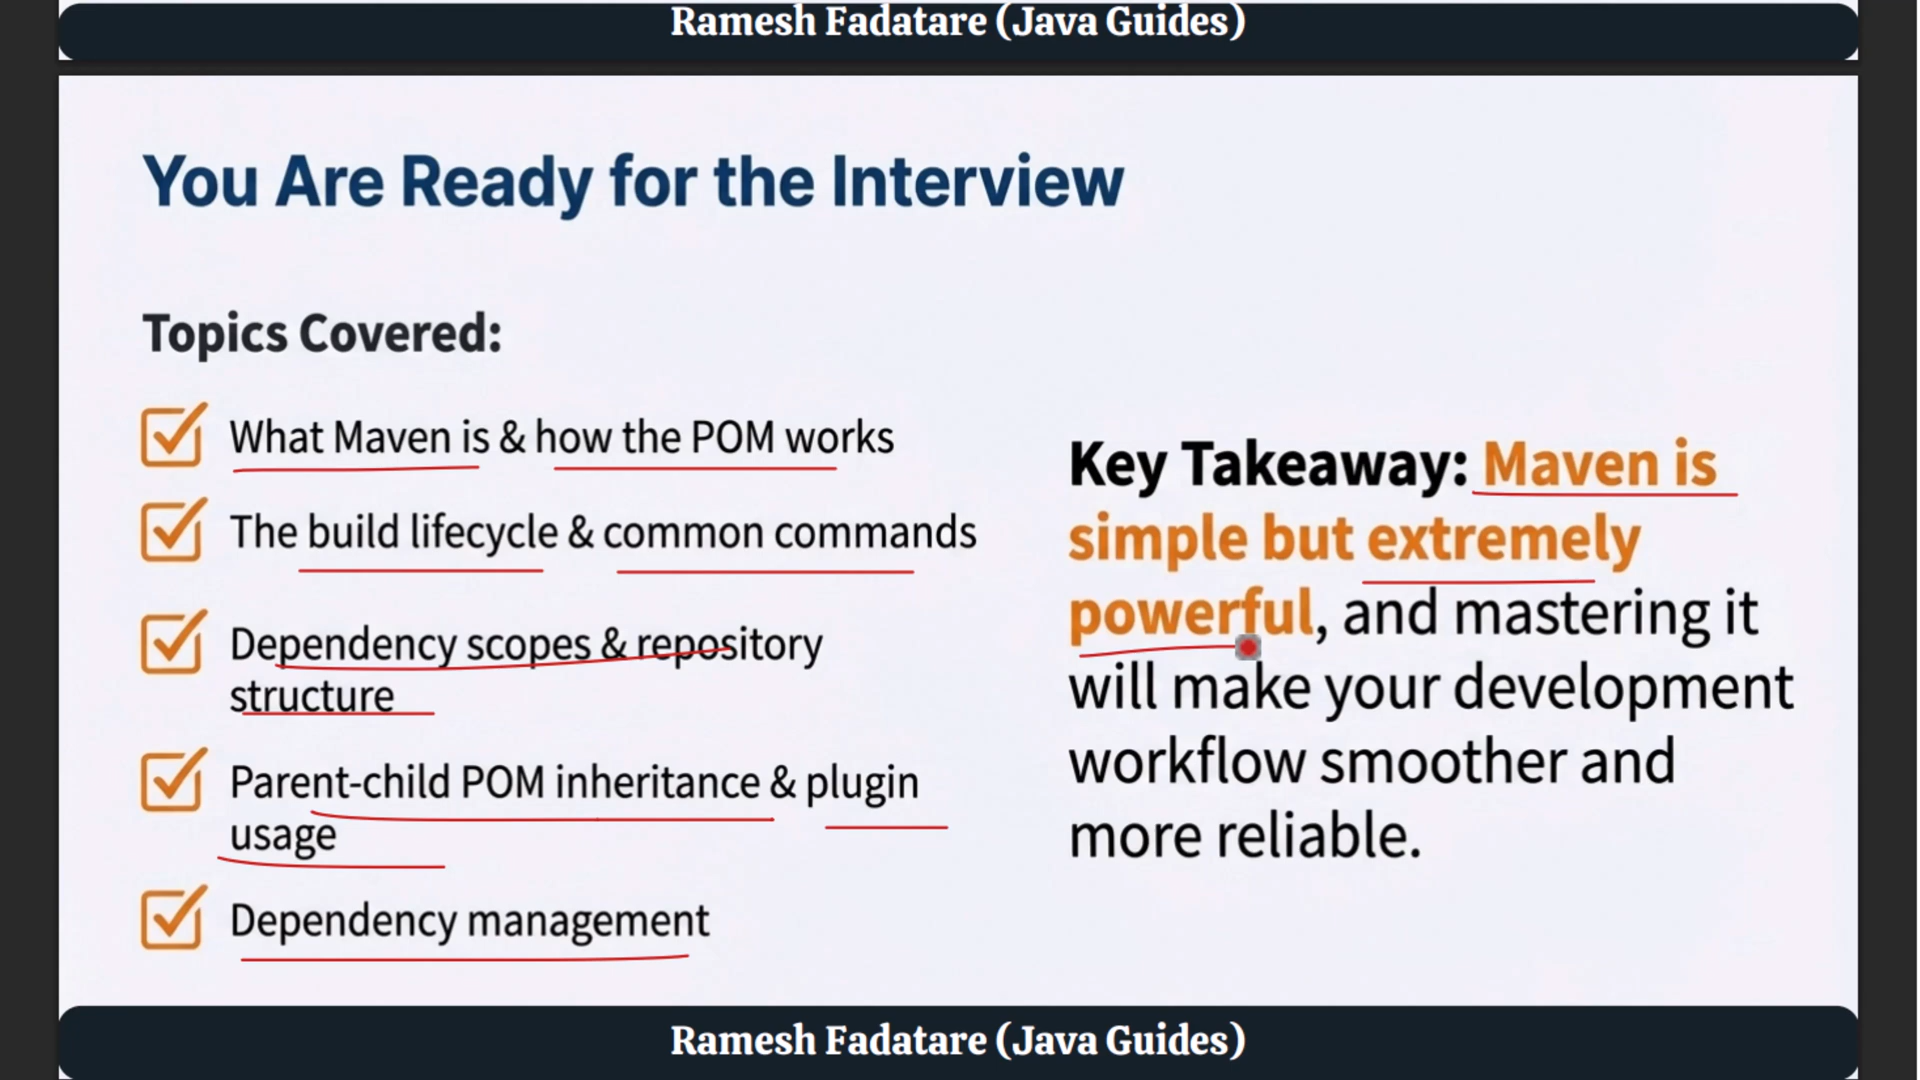 Ramesh Fadatare (Java Guides)
You Are Ready for the Interview
Topics Covered:
What Maven is & how the POM works
The build lifecycle & common commands
Dependency scopes & repository
structure
Parent-child POM inheritance & plugin
usage
Dependency management
Key Takeaway: Maven is
simple but extremely
powerful, and mastering it
will make your development
workflow smoother and
more reliable.
Ramesh Fadatare (Java Guides)